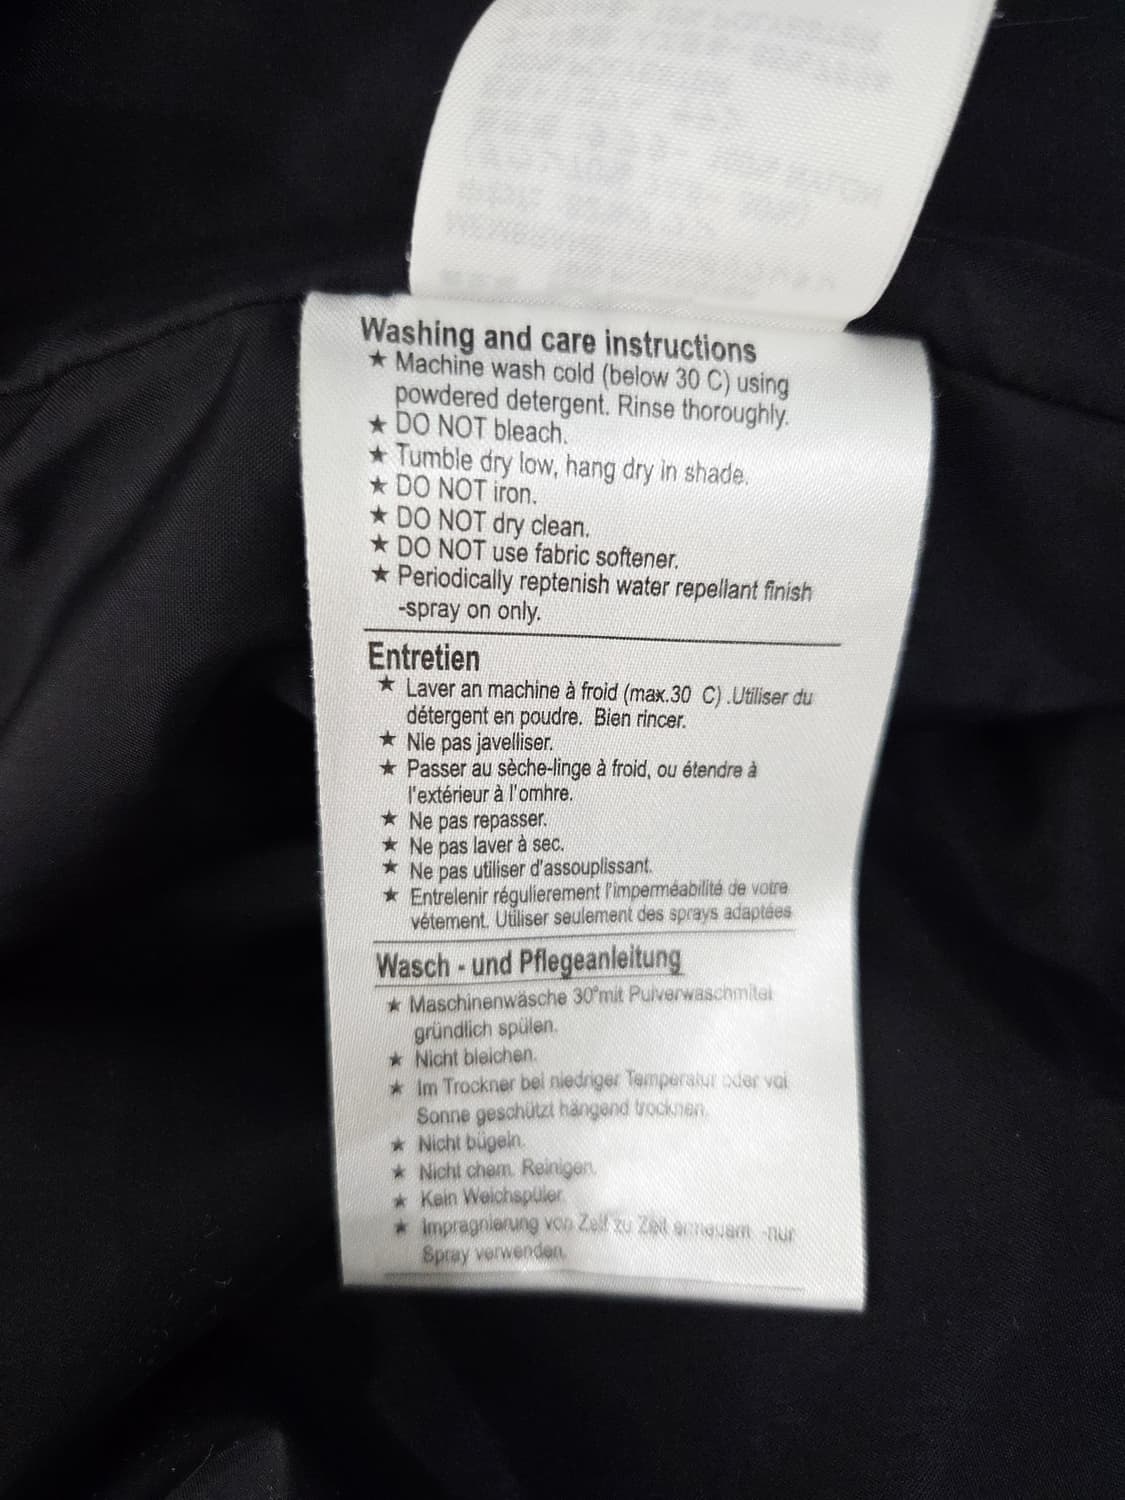 Washing and care instructions
★ Machine wash cold (below 30 C) using
powdered detergent. Rinse thoroughly.
★ DO NOT bleach.
★ Tumble dry low, hang dry in shade.
★ DO NOT iron.
★ DO NOT dry clean.
★ DO NOT use fabric softener.
★ Periodically reptenish water repellant finish
-spray on only.
Entretien
★ Laver an machine à froid (max.30 C) .Utiliser du
détergent en poudre. Bien rincer.
★ Nle pas javelliser.
★ Passer au sèche-linge à froid, ou étendre à
l'extérieur à l'omhre.
★ Ne pas repasser.
★ Ne pas laver à sec.
★ Ne pas utiliser d'assouplissant.
★ Entrelenir régulierement l'imperméabilité de votre
vétement. Utiliser seulement des sprays adaptées
Wasch - und Pflegeanleitung
★ Maschinenwäsche 30°mit Pulverwaschmitel
gründlich spülen.
★ Nicht bleichen.
★ Im Trockner bei niedriger Temperatur oder voi
Sonne geschützt hängend trocknen.
★ Nicht bügeln.
★ Nicht chem. Reinigen.
★ Kein Weichspüler
★ Impragnierung von Zelf zu Zeit erneuern -nur
Spray verwenden.